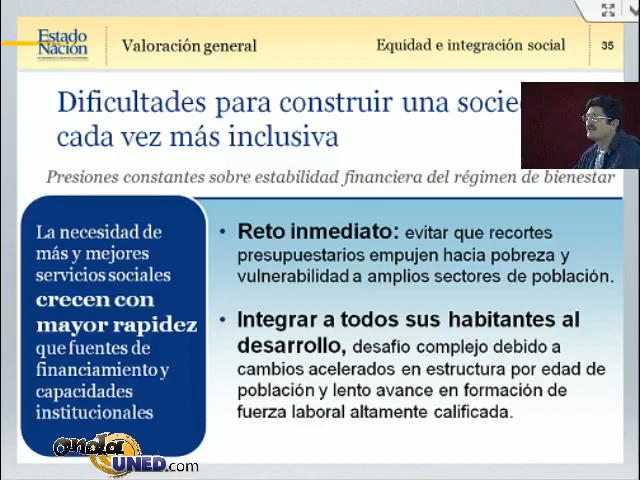 Estado
Nación
Valoración general
Equidad e integración social
35
Dificultades para construir una socie
cada vez más inclusiva
Presiones constantes sobre estabilidad financiera del régimen de bienestar
La necesidad de
más y mejores
servicios sociales
crecen con
mayor rapidez
que fuentes de
financiamiento y
capacidades
institucionales
• Reto inmediato: evitar que recortes
presupuestarios empujen hacia pobreza y
vulnerabilidad a amplios sectores de población.
• Integrar a todos sus habitantes al
desarrollo, desafío complejo debido a
cambios acelerados en estructura por edad de
población y lento avance en formación de
fuerza laboral altamente calificada.
onda
UNED.com